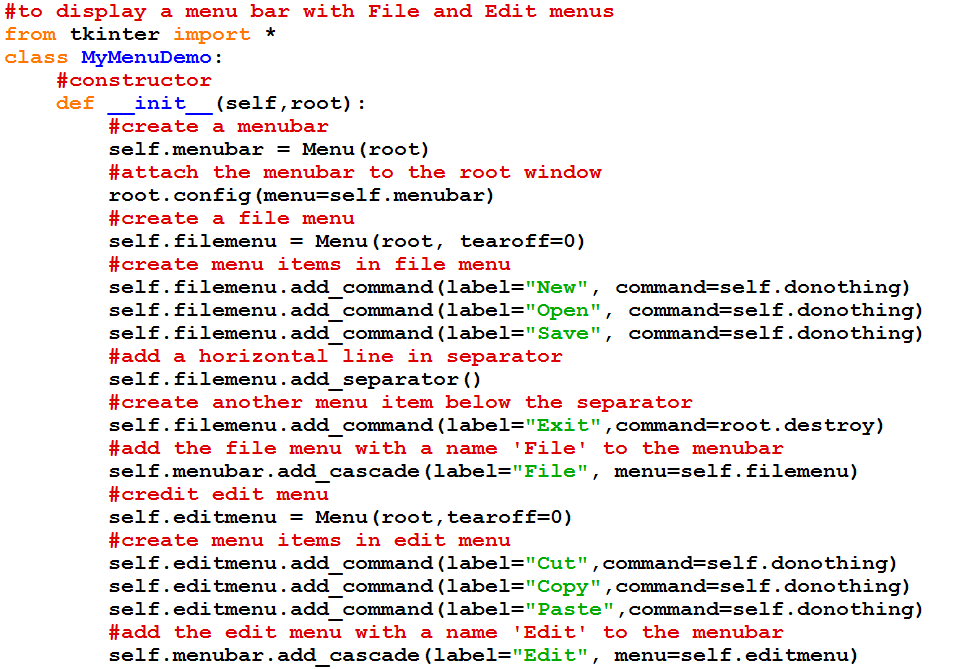 #to display a menu bar with File and Edit menus
from tkinter import *
class MyMenuDemo:
    #constructor
    def __init__(self,root):
        #create a menubar
        self.menubar = Menu(root)
        #attach the menubar to the root window
        root.config(menu=self.menubar)
        #create a file menu
        self.filemenu = Menu(root, tearoff=0)
        #create menu items in file menu
        self.filemenu.add_command(label="New", command=self.donothing)
        self.filemenu.add_command(label="Open", command=self.donothing)
        self.filemenu.add_command(label="Save", command=self.donothing)
        #add a horizontal line in separator
        self.filemenu.add_separator()
        #create another menu item below the separator
        self.filemenu.add_command(label="Exit",command=root.destroy)
        #add the file menu with a name 'File' to the menubar
        self.menubar.add_cascade(label="File", menu=self.filemenu)
        #credit edit menu
        self.editmenu = Menu(root,tearoff=0)
        #create menu items in edit menu
        self.editmenu.add_command(label="Cut",command=self.donothing)
        self.editmenu.add_command(label="Copy",command=self.donothing)
        self.editmenu.add_command(label="Paste",command=self.donothing)
        #add the edit menu with a name 'Edit' to the menubar
        self.menubar.add_cascade(label="Edit", menu=self.editmenu)